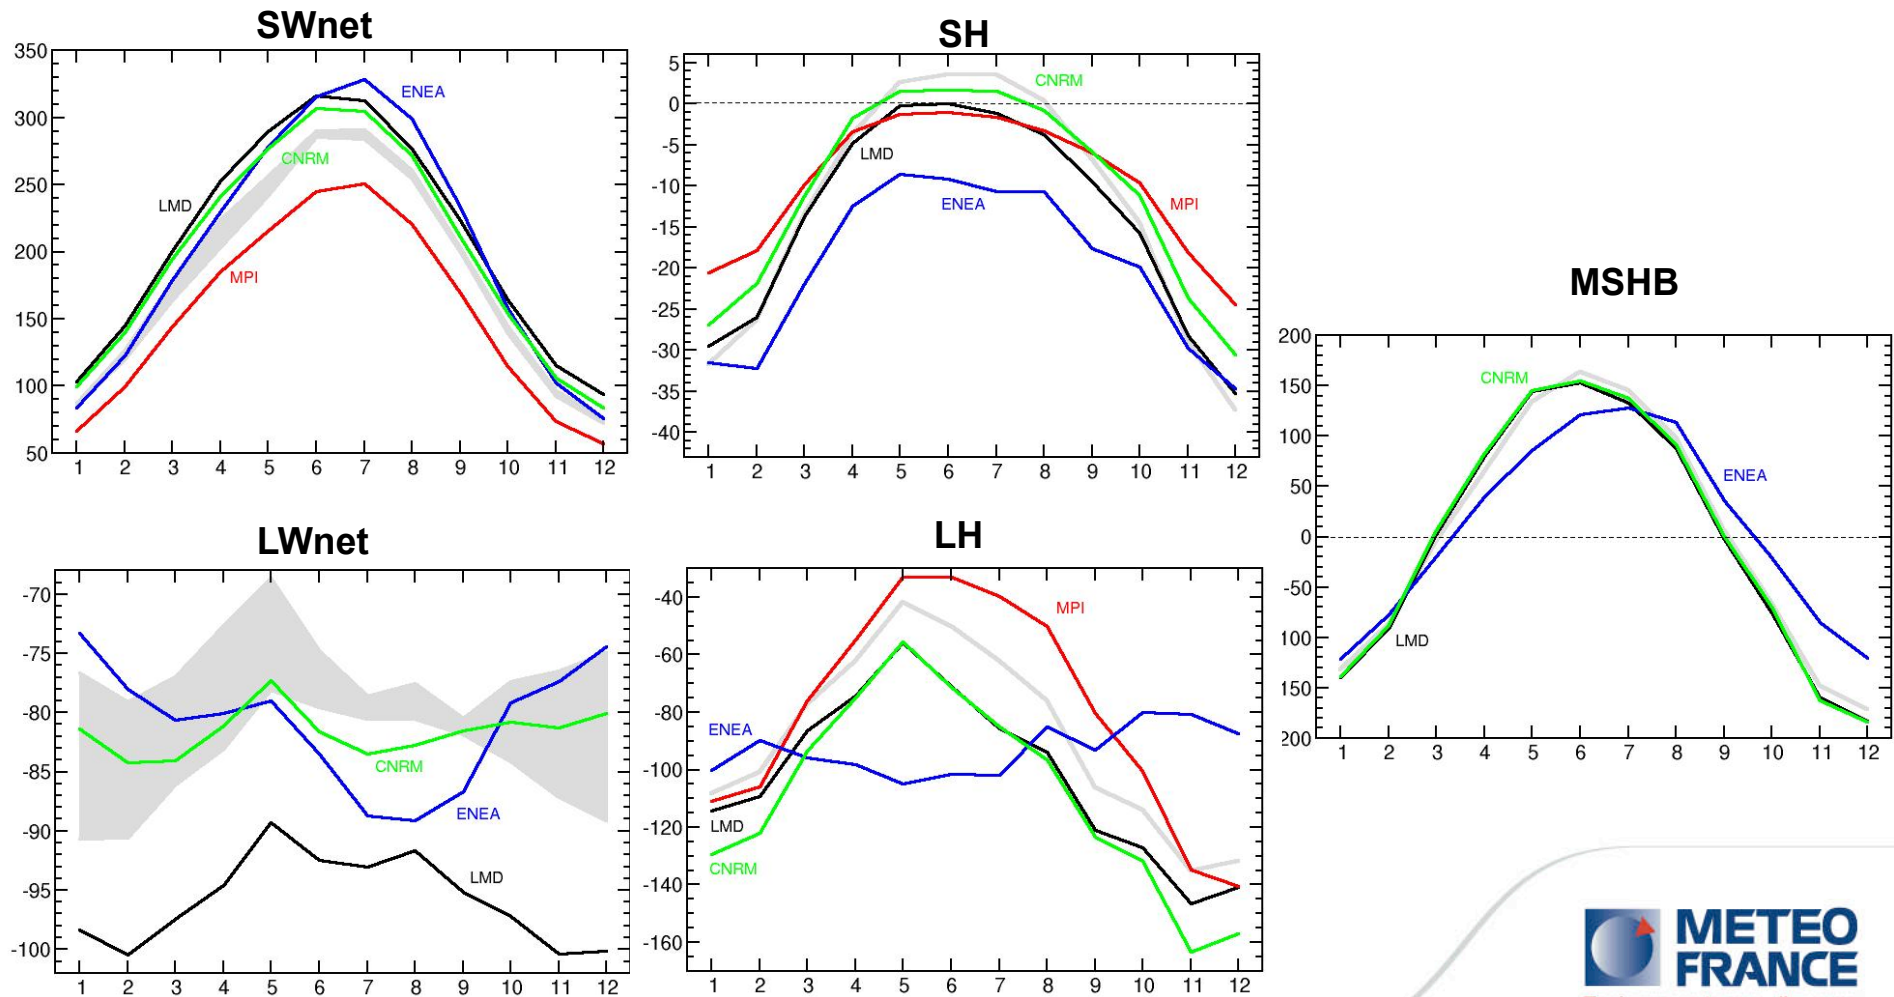 SWnet
350
300
250
200
150
100
50
1 2 3 4 5 6 7 8 9 10 11 12
ENEA
CNRM
LMD
MPI
SH
5
0
-5
-10
-15
-20
-25
-30
-35
-40
1 2 3 4 5 6 7 8 9 10 11 12
CNRM
LMD
ENEA
MPI
MSHB
200
150
100
50
0
-50
100
150
200
1 2 3 4 5 6 7 8 9 10 11 12
CNRM
ENEA
LMD
LWnet
-70
-75
-80
-85
-90
-95
-100
1 2 3 4 5 6 7 8 9 10 11 12
CNRM
ENEA
LMD
LH
-40
-60
-80
-100
-120
-140
-160
1 2 3 4 5 6 7 8 9 10 11 12
MPI
ENEA
LMD
CNRM
METEO
FRANCE